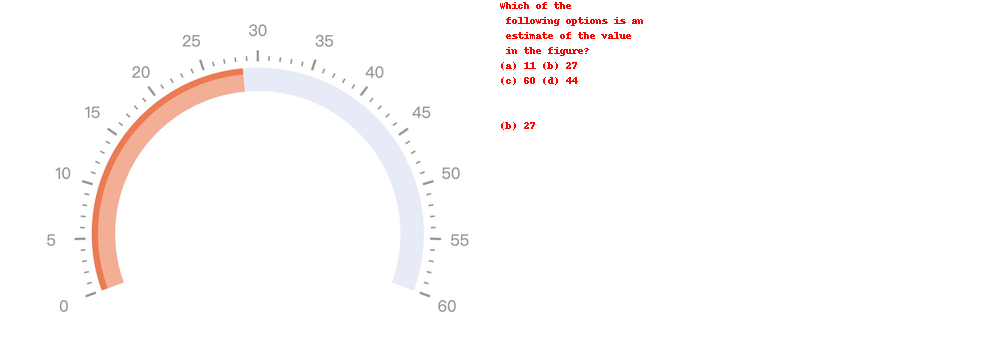 Which of the
following options is an
estimate of the value
in the figure?
(a) 11 (b) 27
(c) 60 (d) 44
(b) 27
0
5
10
15
20
25
30
35
40
45
50
55
60